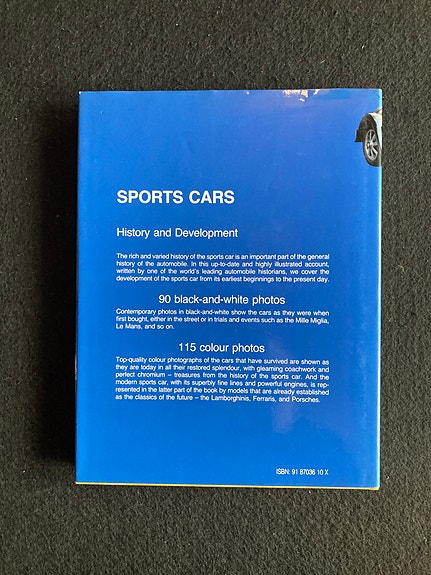 SPORTS CARS
History and Development
The rich and varied history of the sports car is an important part of the general
history of the automobile. In this up-to-date and highly illustrated account,
written by one of the world's leading automobile historians, we cover the
development of the sports car from its earliest beginnings to the present day.
90 black-and-white photos
Contemporary photos in black-and-white show the cars as they were when
first bought, either in the street or in trials and events such as the Mille Miglia,
Le Mans, and so on.
115 colour photos
Top-quality colour photographs of the cars that have survived are shown as
they are today in all their restored splendour, with gleaming coachwork and
perfect chromium – treasures from the history of the sports car. And the
modern sports car, with its superbly fine lines and powerful engines, is rep-
resented in the latter part of the book by models that are already established
as the classics of the future – the Lamborghinis, Ferraris, and Porsches.
ISBN: 91 87036 10 X